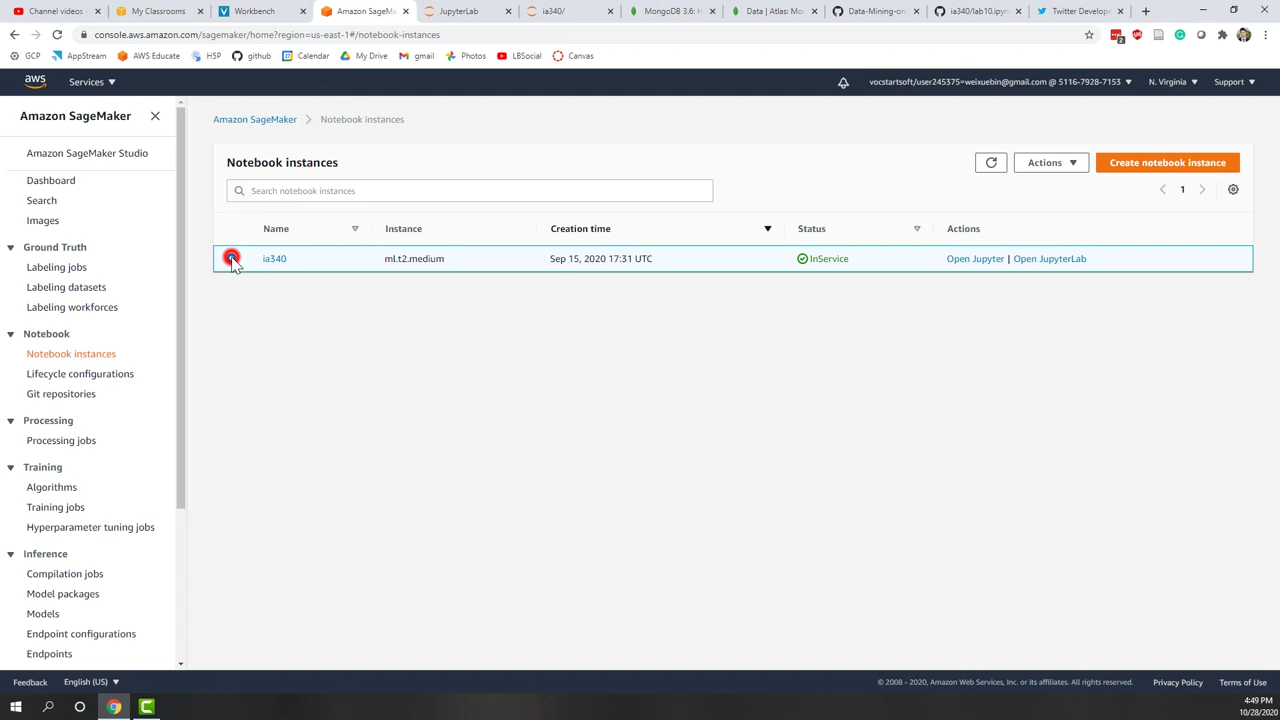 Channel videos
My Classrooms
Workbench
Amazon SageMa
JupyterLab
ia340/
MongoDB 3.6: H
Data | Atlas: Mo
Data-Mining-on
ia340/lab10.ipyn
Twitter Develop
console.aws.amazon.com/sagemaker/home?region=us-east-1#/notebook-instances
2
GCP
AppStream
AWS Educate
H5P
github
Calendar
My Drive
gmail
Photos
LBSocial
Canvas
aws
Services
vocstartsoft/user245375=weixuebin@gmail.com @ 5116-7928-7153
N. Virginia
Support
Amazon SageMaker
Amazon SageMaker Studio
Dashboard
Search
Images
Ground Truth
Labeling jobs
Labeling datasets
Labeling workforces
Notebook
Notebook instances
Lifecycle configurations
Git repositories
Processing
Processing jobs
Training
Algorithms
Training jobs
Hyperparameter tuning jobs
Inference
Compilation jobs
Model packages
Models
Endpoint configurations
Endpoints
Amazon SageMaker
Notebook instances
Notebook instances
Actions
Create notebook instance
Search notebook instances
1
Name
Instance
Creation time
Status
Actions
ia340
ml.t2.medium
Sep 15, 2020 17:31 UTC
InService
Open Jupyter | Open JupyterLab
Feedback
English (US)
© 2008 - 2020, Amazon Web Services, Inc. or its affiliates. All rights reserved.
Privacy Policy
Terms of Use
4:49 PM
10/28/2020